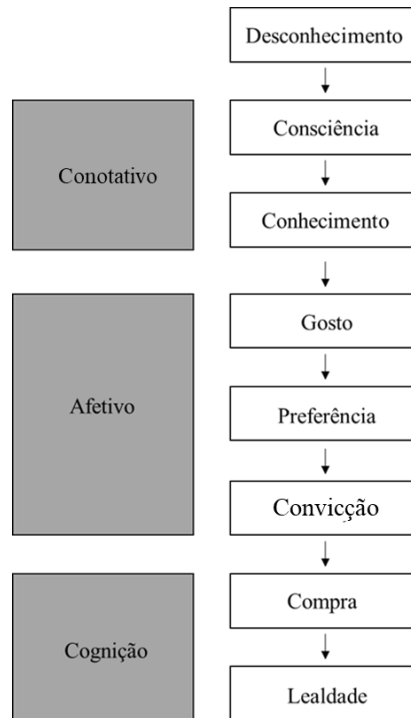 Desconhecimento
Consciência
Conotativo
Conhecimento
Gosto
Afetivo
Preferência
Convicção
Compra
Cognição
Lealdade